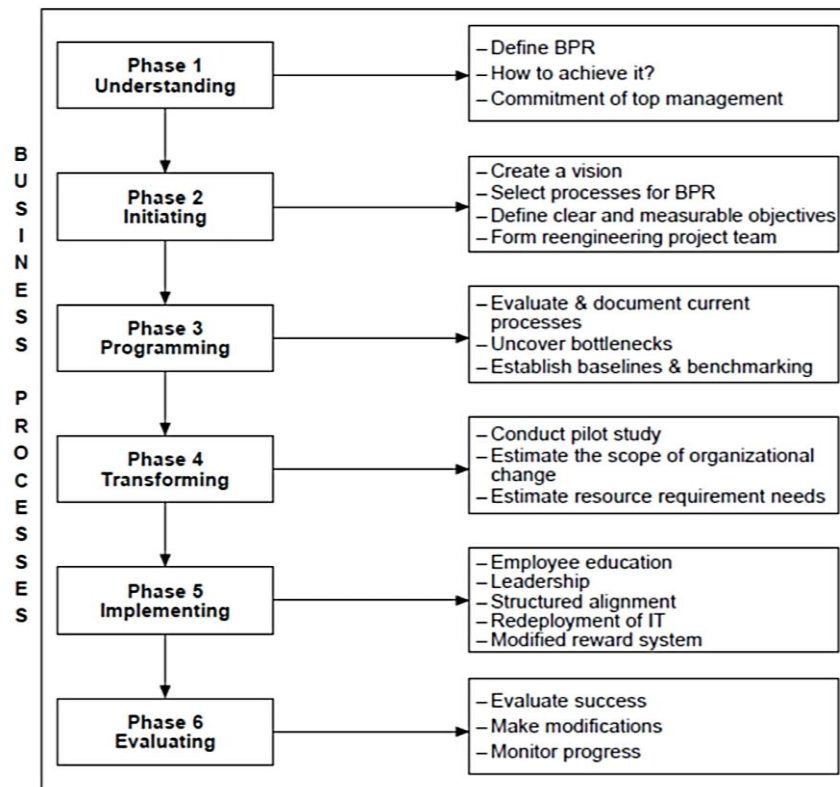 BUSINESS PROCESSES
Phase 1
Understanding
– Define BPR
– How to achieve it?
– Commitment of top management
Phase 2
Initiating
– Create a vision
– Select processes for BPR
– Define clear and measurable objectives
– Form reengineering project team
Phase 3
Programming
– Evaluate & document current
processes
– Uncover bottlenecks
– Establish baselines & benchmarking
Phase 4
Transforming
– Conduct pilot study
– Estimate the scope of organizational
change
– Estimate resource requirement needs
Phase 5
Implementing
– Employee education
– Leadership
– Structured alignment
– Redeployment of IT
– Modified reward system
Phase 6
Evaluating
– Evaluate success
– Make modifications
– Monitor progress